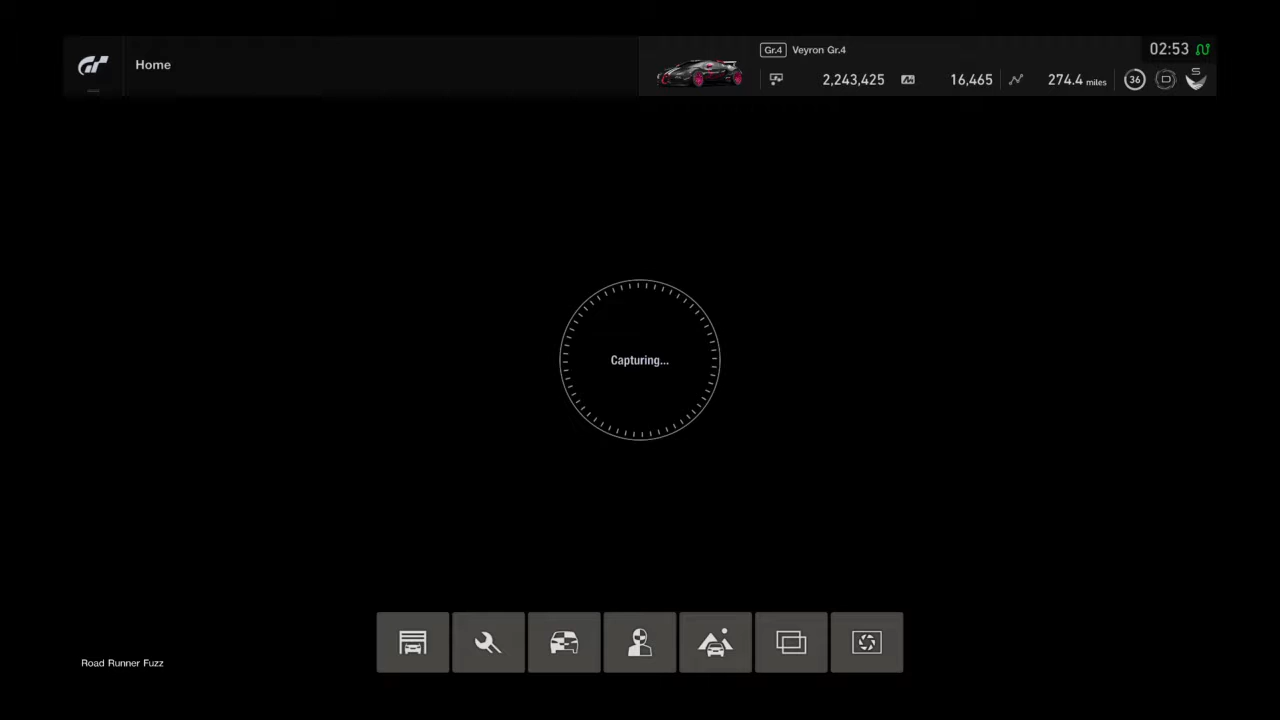 Home
Gr.4 Veyron Gr.4
02:53
2,243,425
16,465
274.4 miles
36
D
S
Capturing...
Road Runner Fuzz